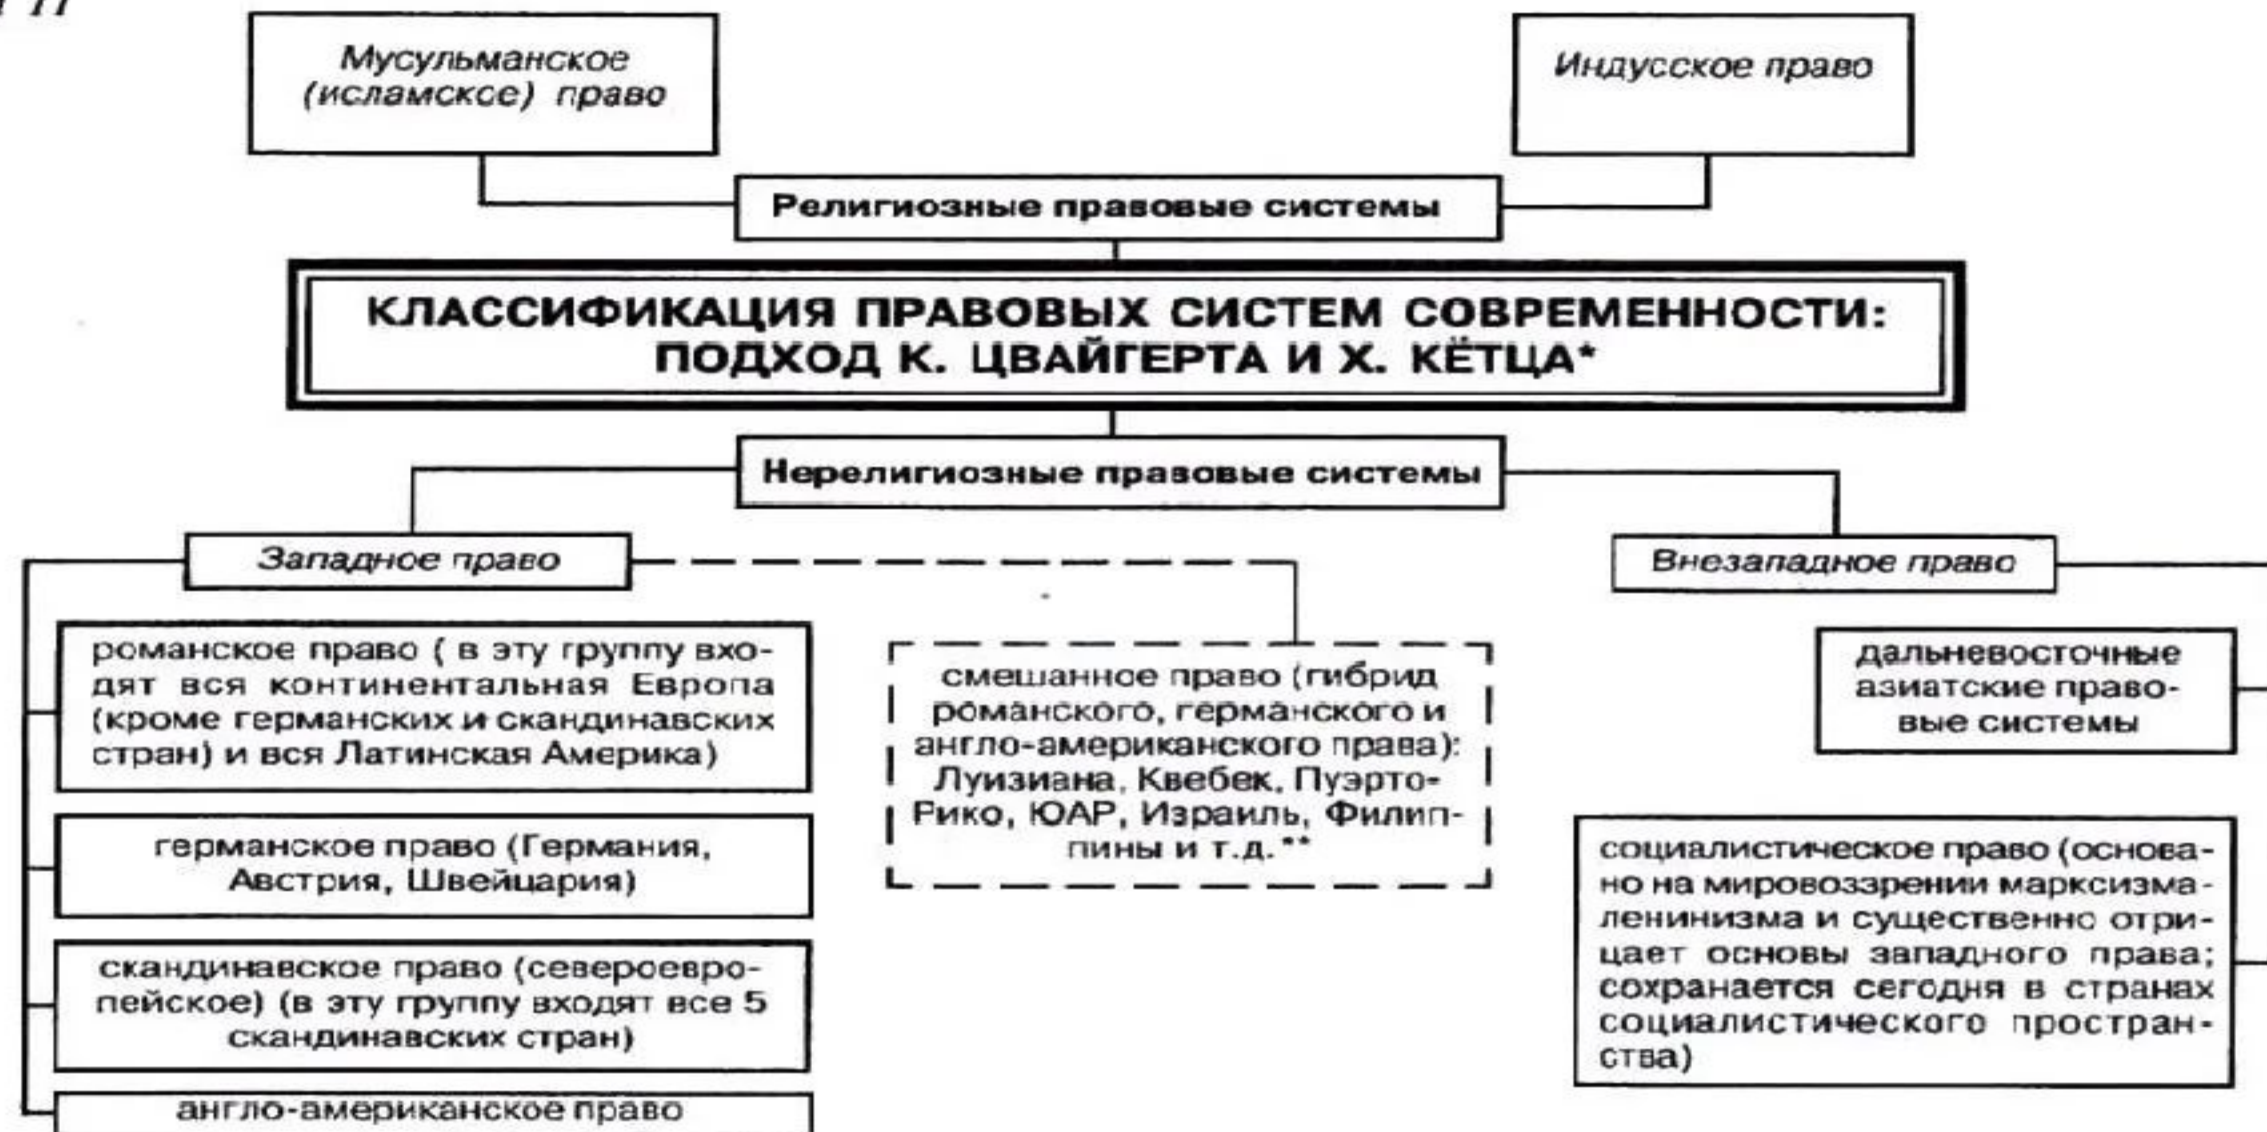 Мусульманское
(исламское) право
Индусское право
Религиозные правовые системы
КЛАССИФИКАЦИЯ ПРАВОВЫХ СИСТЕМ СОВРЕМЕННОСТИ:
ПОДХОД К. ЦВАЙГЕРТА И Х. КЁТЦА*
Нерелигиозные правовые системы
Западное право
Внезападное право
романское право ( в эту группу вхо-
дят вся континентальная Европа
(кроме германских и скандинавских
стран) и вся Латинская Америка)
германское право (Германия,
Австрия, Швейцария)
скандинавское право (североевро-
пейское) (в эту группу входят все 5
скандинавских стран)
англо-американское право
смешанное право (гибрид
романского, германского и
англо-американского права):
Луизиана, Квебек, Пуэрто-
Рико, ЮАР, Израиль, Филип-
пины и т.д.**
дальневосточные
азиатские право-
вые системы
социалистическое право (основа-
но на мировоззрении марксизма-
ленинизма и существенно отри-
цает основы западного права;
сохранается сегодня в странах
социалистического простран-
ства)